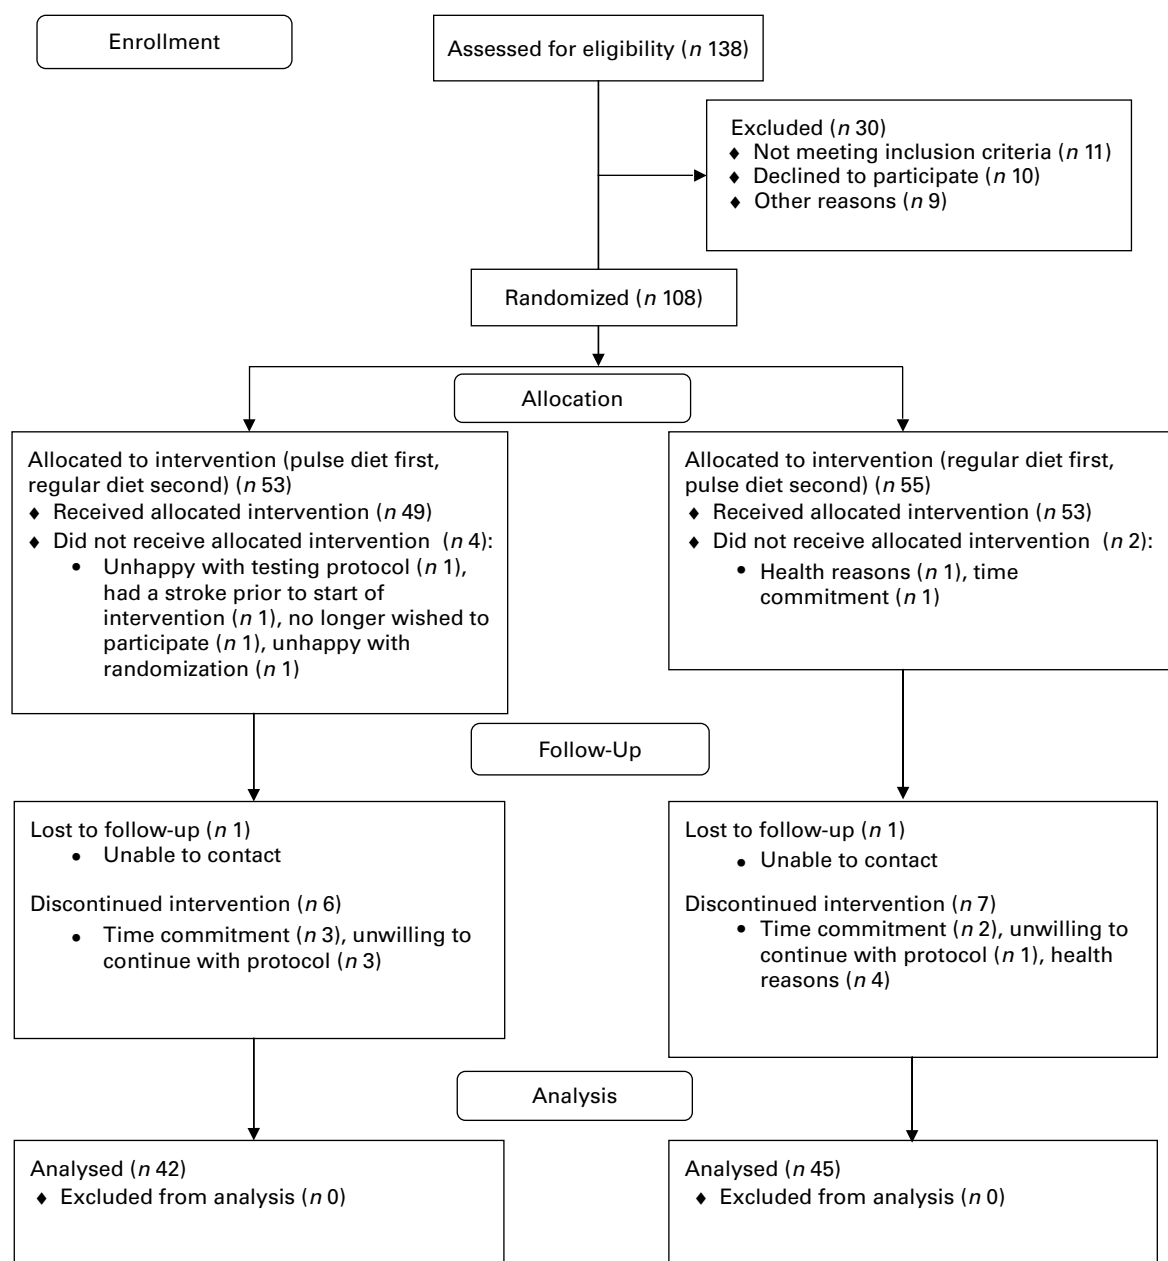 Enrollment
Assessed for eligibility (n 138)
Excluded (n 30)
♦ Not meeting inclusion criteria (n 11)
♦ Declined to participate (n 10)
♦ Other reasons (n 9)
Randomized (n 108)
Allocation
Allocated to intervention (pulse diet first,
regular diet second) (n 53)
♦ Received allocated intervention (n 49)
♦ Did not receive allocated intervention (n 4):
• Unhappy with testing protocol (n 1),
had a stroke prior to start of
intervention (n 1), no longer wished to
participate (n 1), unhappy with
randomization (n 1)
Allocated to intervention (regular diet first,
pulse diet second) (n 55)
♦ Received allocated intervention (n 53)
♦ Did not receive allocated intervention (n 2):
• Health reasons (n 1), time
commitment (n 1)
Follow-Up
Lost to follow-up (n 1)
• Unable to contact
Discontinued intervention (n 6)
• Time commitment (n 3), unwilling to
continue with protocol (n 3)
Lost to follow-up (n 1)
• Unable to contact
Discontinued intervention (n 7)
• Time commitment (n 2), unwilling to
continue with protocol (n 1), health
reasons (n 4)
Analysis
Analysed (n 42)
♦ Excluded from analysis (n 0)
Analysed (n 45)
♦ Excluded from analysis (n 0)